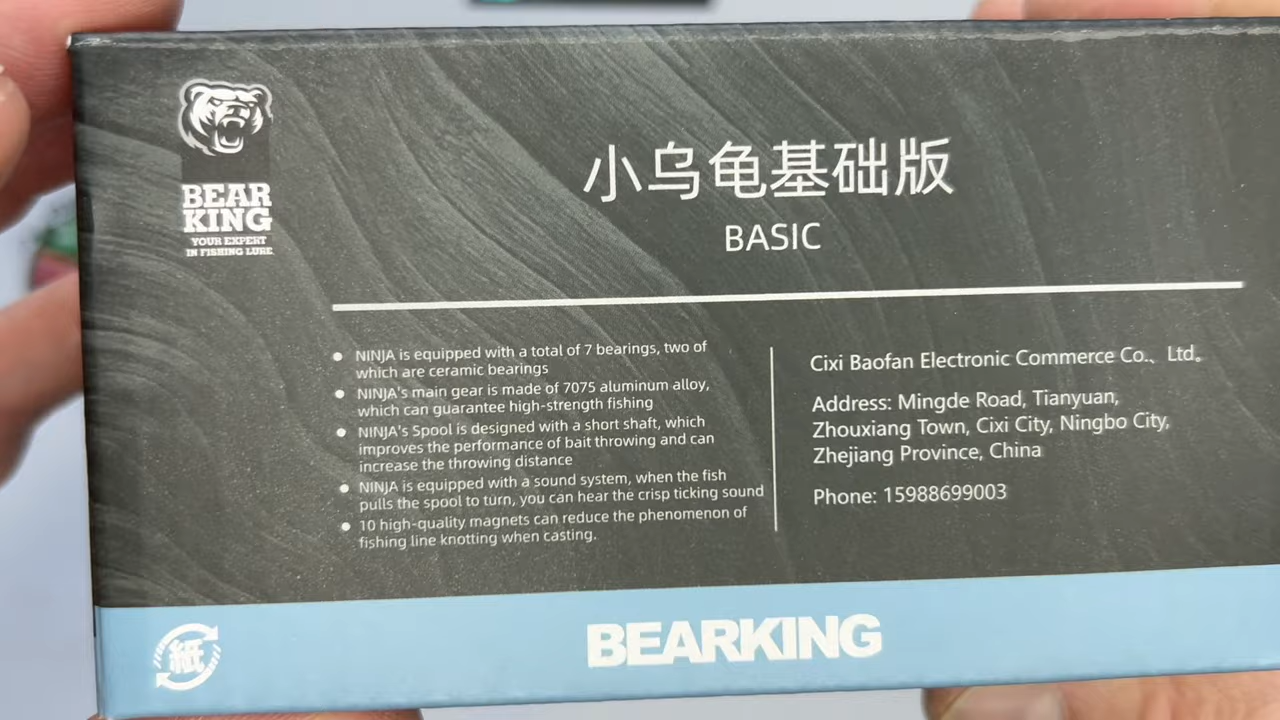 BEAR
KING
YOUR EXPERT
IN FISHING LURE
小乌龟基础版
BASIC
NINJA is equipped with a total of 7 bearings, two of
which are ceramic bearings
NINJA's main gear is made of 7075 aluminum alloy,
which can guarantee high-strength fishing
NINJA's Spool is designed with a short shaft, which
improves the performance of bait throwing and can
increase the throwing distance
NINJA is equipped with a sound system, when the fish
pulls the spool to turn, you can hear the crisp ticking sound
10 high-quality magnets can reduce the phenomenon of
fishing line knotting when casting.
Cixi Baofan Electronic Commerce Co.、Ltd。
Address: Mingde Road, Tianyuan,
Zhouxiang Town, Cixi City, Ningbo City,
Zhejiang Province, China
Phone: 15988699003
紙
BEARKING